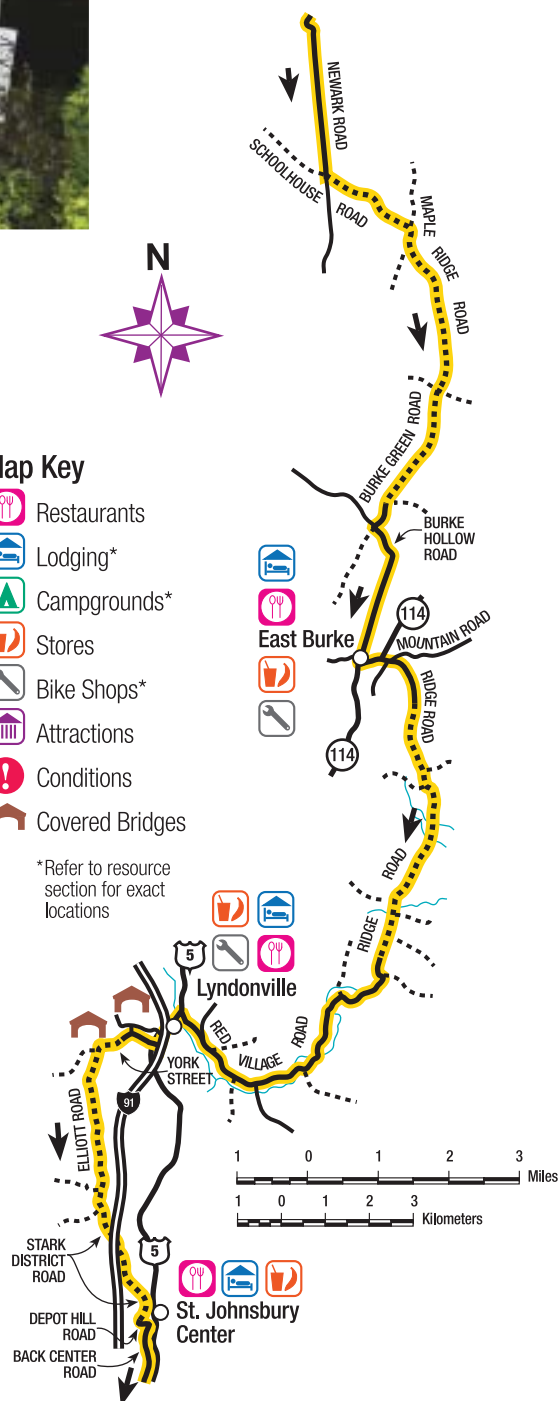 NEWARK ROAD
SCHOOLHOUSE
ROAD
MAPLE
RIDGE
ROAD
N
BURKE GREEN ROAD
BURKE
HOLLOW
ROAD
Map Key
Restaurants
Lodging*
Campgrounds*
Stores
Bike Shops*
Attractions
Conditions
Covered Bridges
*Refer to resource
section for exact
locations
East Burke
114
MOUNTAIN ROAD
RIDGE ROAD
114
RIDGE
ROAD
5
Lyndonville
RED
VILLAGE
ROAD
YORK
STREET
91
ELLIOTT ROAD
1 0 1 2 3
Miles
1 0 1 2 3
Kilometers
STARK
DISTRICT
ROAD
5
St. Johnsbury
Center
DEPOT HILL
ROAD
BACK CENTER
ROAD